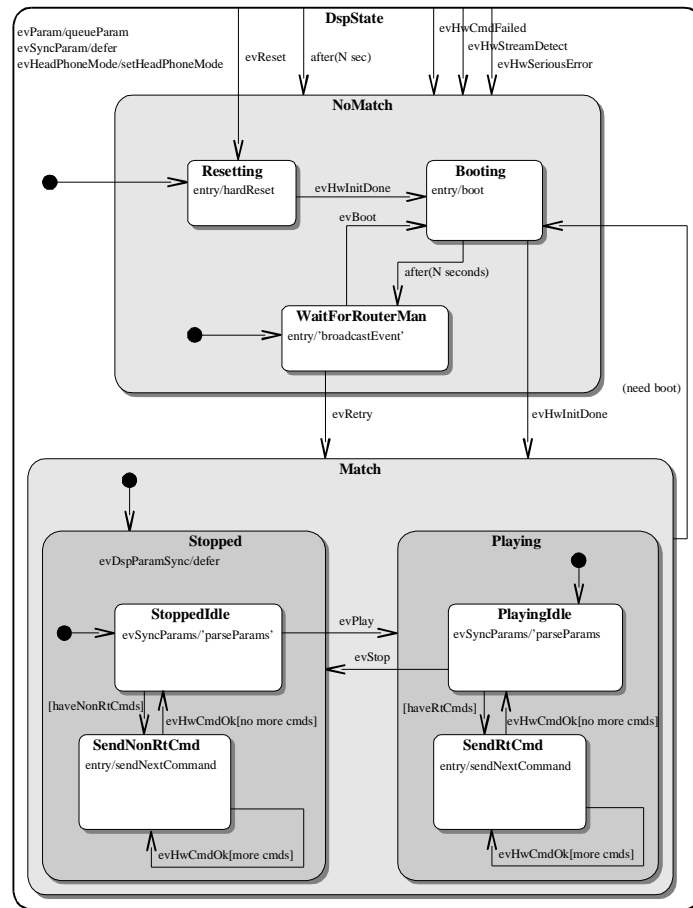 DspState
evParam/queueParam
evSyncParam/defer
evHeadPhoneMode/setHeadPhoneMode
evReset
after(N sec)
evHwCmdFailed
evHwStreamDetect
evHwSeriousError
NoMatch
Resetting
entry/hardReset
evHwInitDone
Booting
entry/boot
evBoot
after(N seconds)
WaitForRouterMan
entry/'broadcastEvent'
(need boot)
evRetry
evHwInitDone
Match
Stopped
evDspParamSync/defer
Playing
StoppedIdle
evSyncParams/'parseParams'
evPlay
PlayingIdle
evSyncParams/'parseParams
evStop
[haveNonRtCmds]
evHwCmdOk[no more cmds]
[haveRtCmds]
evHwCmdOk[no more cmds]
SendNonRtCmd
entry/sendNextCommand
SendRtCmd
entry/sendNextCommand
evHwCmdOk[more cmds]
evHwCmdOk[more cmds]